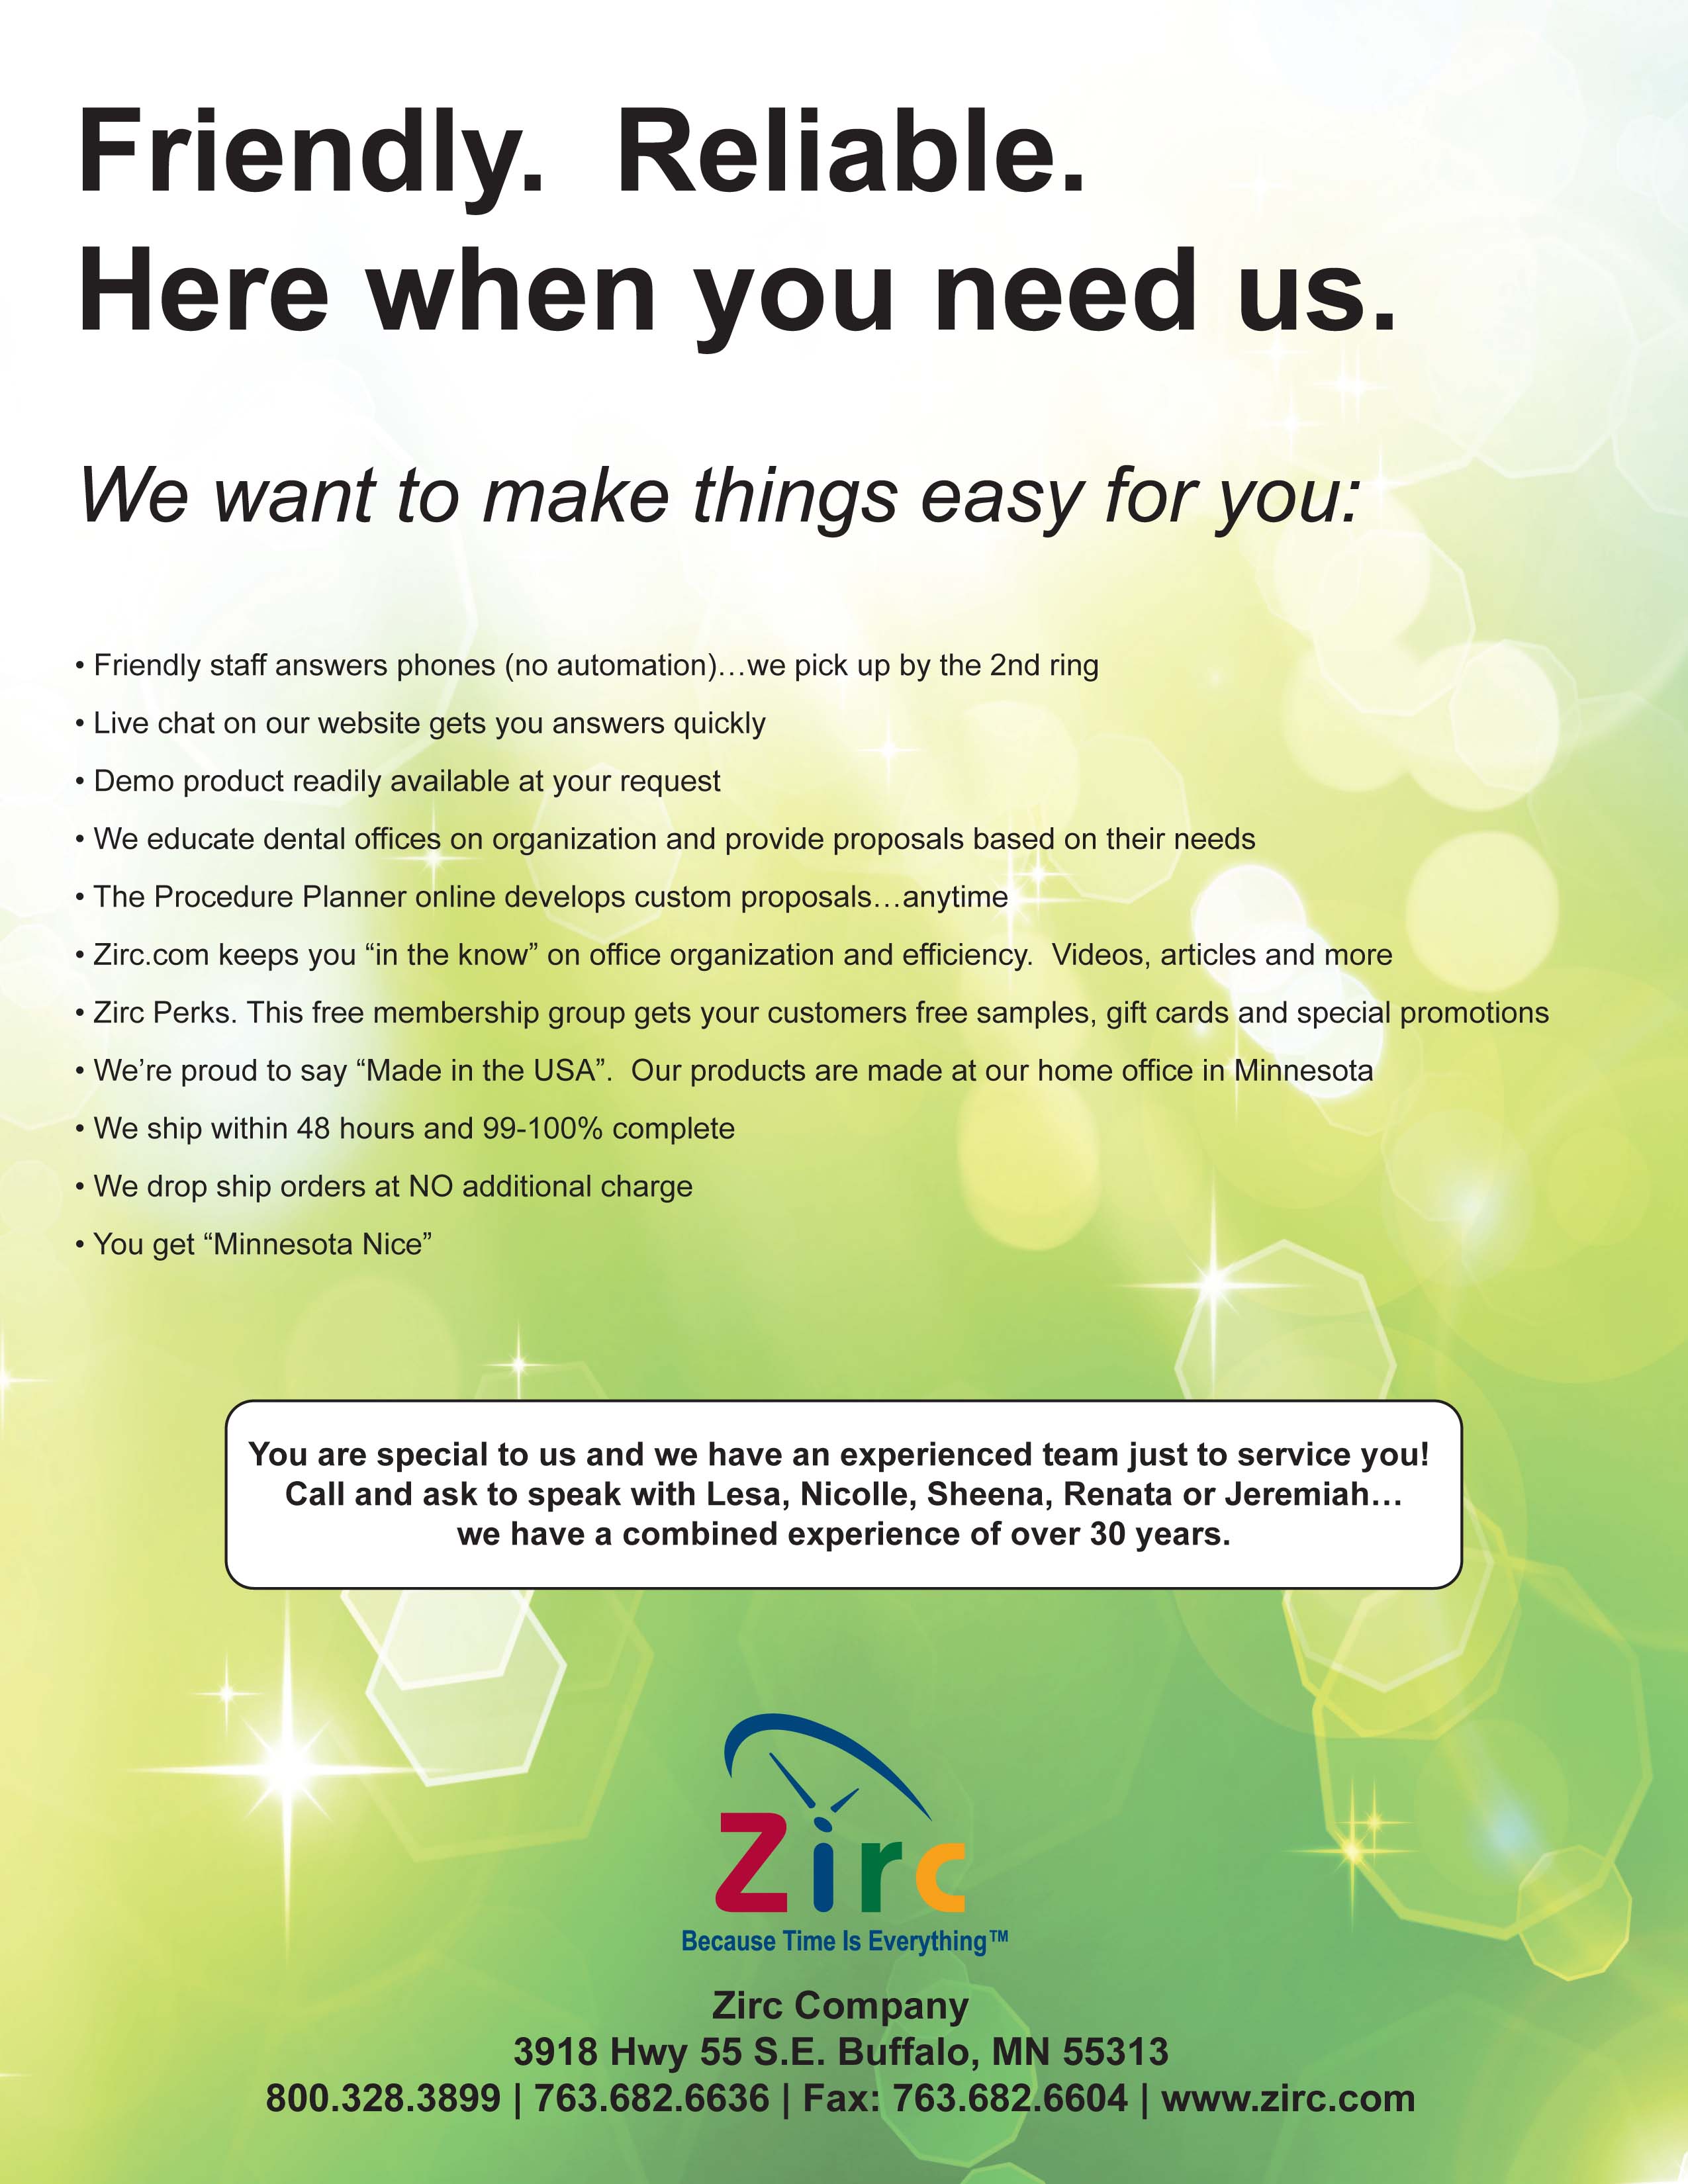 Friendly.  Reliable.
Here when you need us.
We want to make things easy for you:
• Friendly staff answers phones (no automation)…we pick up by the 2nd ring
• Live chat on our website gets you answers quickly
• Demo product readily available at your request
• We educate dental offices on organization and provide proposals based on their needs
• The Procedure Planner online develops custom proposals…anytime
• Zirc.com keeps you “in the know” on office organization and efficiency.  Videos, articles and more
• Zirc Perks. This free membership group gets your customers free samples, gift cards and special promotions
• We’re proud to say “Made in the USA”.  Our products are made at our home office in Minnesota
• We ship within 48 hours and 99-100% complete
• We drop ship orders at NO additional charge
• You get “Minnesota Nice”
You are special to us and we have an experienced team just to service you!
Call and ask to speak with Lesa, Nicolle, Sheena, Renata or Jeremiah…
we have a combined experience of over 30 years.
Zirc
Because Time Is Everything™
Zirc Company
3918 Hwy 55 S.E. Buffalo, MN 55313
800.328.3899 | 763.682.6636 | Fax: 763.682.6604 | www.zirc.com